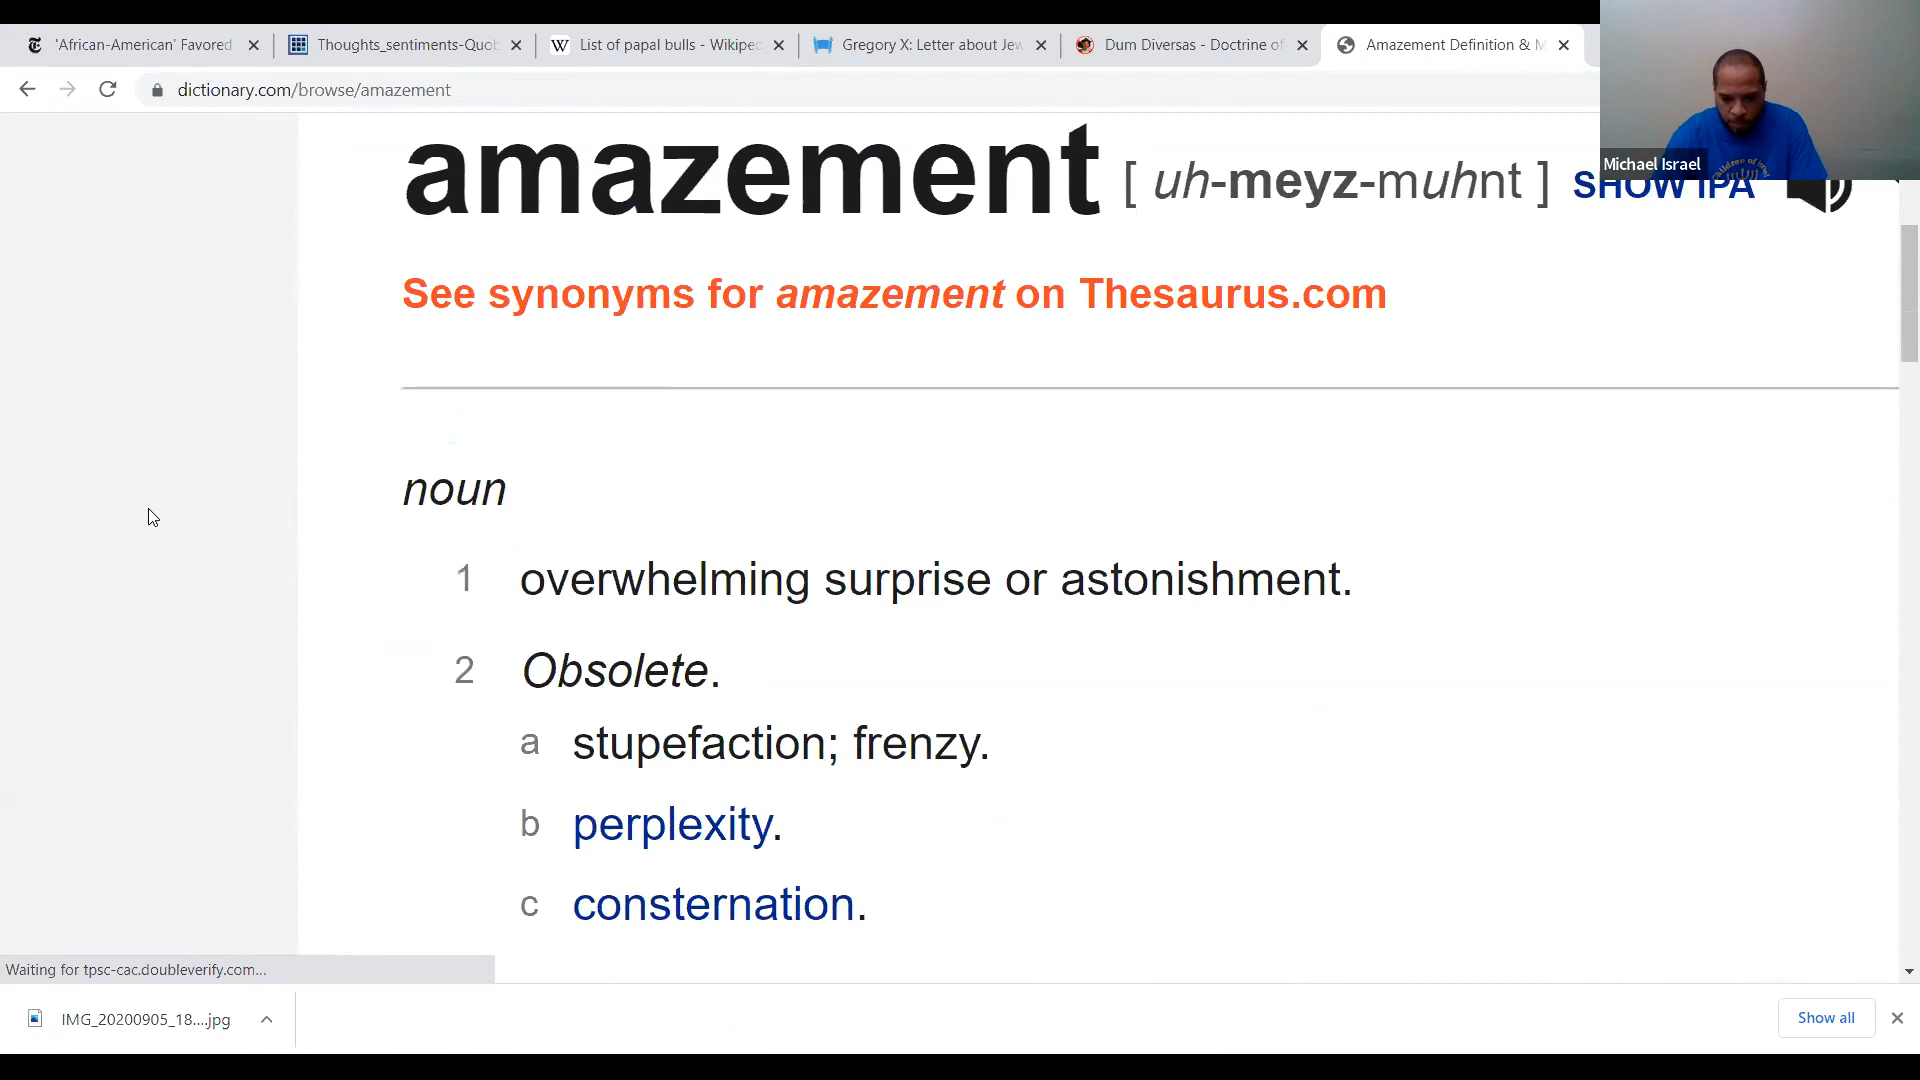 'African-American' Favored
Thoughts_sentiments-Quob
List of papal bulls - Wikiped
Gregory X: Letter about Jew
Dum Diversas - Doctrine of
Amazement Definition & M
dictionary.com/browse/amazement
Michael Israel
amazement [ uh-meyz-muhnt ] SHOW IPA
See synonyms for amazement on Thesaurus.com
noun
1 overwhelming surprise or astonishment.
2 Obsolete.
a stupefaction; frenzy.
b perplexity.
c consternation.
Waiting for tpsc-cac.doubleverify.com...
IMG_20200905_18....jpg
Show all